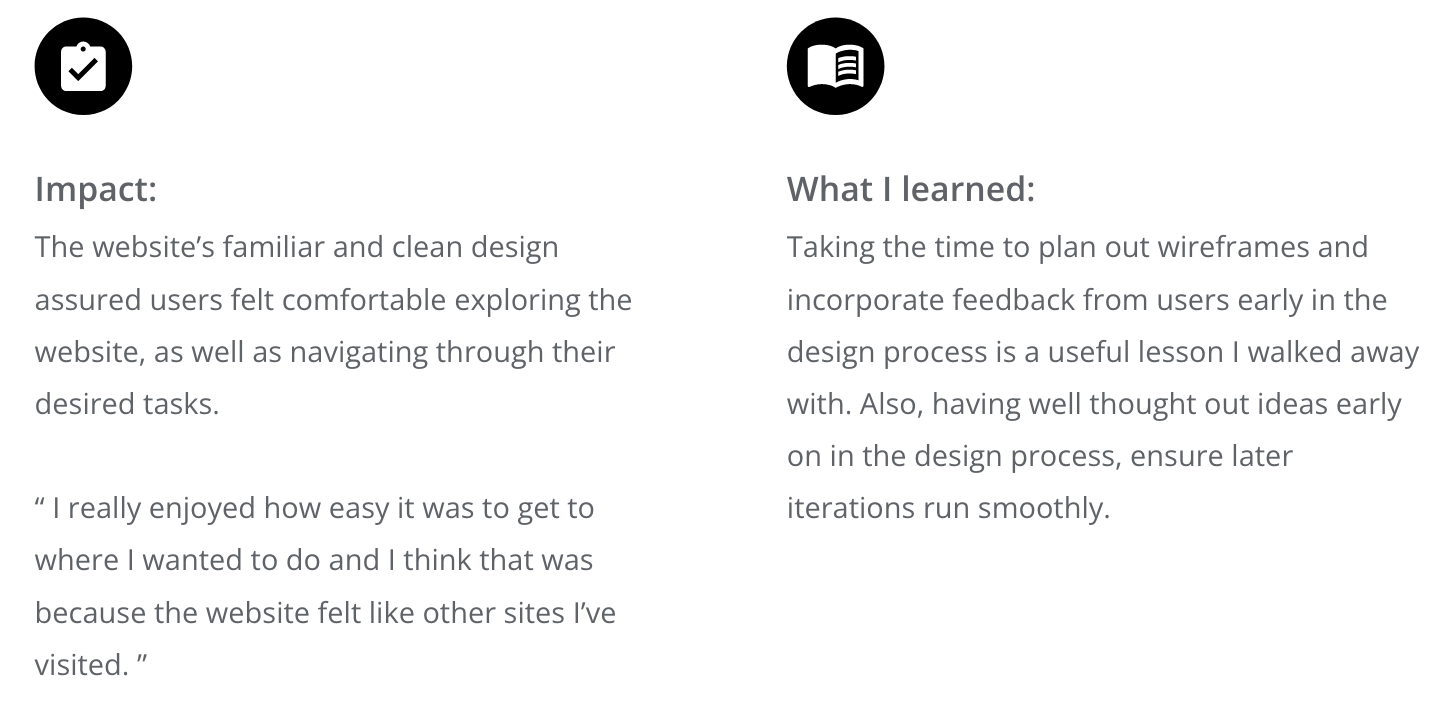 Impact:
The website’s familiar and clean design
assured users felt comfortable exploring the
website, as well as navigating through their
desired tasks.
“ I really enjoyed how easy it was to get to
where I wanted to do and I think that was
because the website felt like other sites I’ve
visited. ”
What I learned:
Taking the time to plan out wireframes and
incorporate feedback from users early in the
design process is a useful lesson I walked away
with. Also, having well thought out ideas early
on in the design process, ensure later
iterations run smoothly.